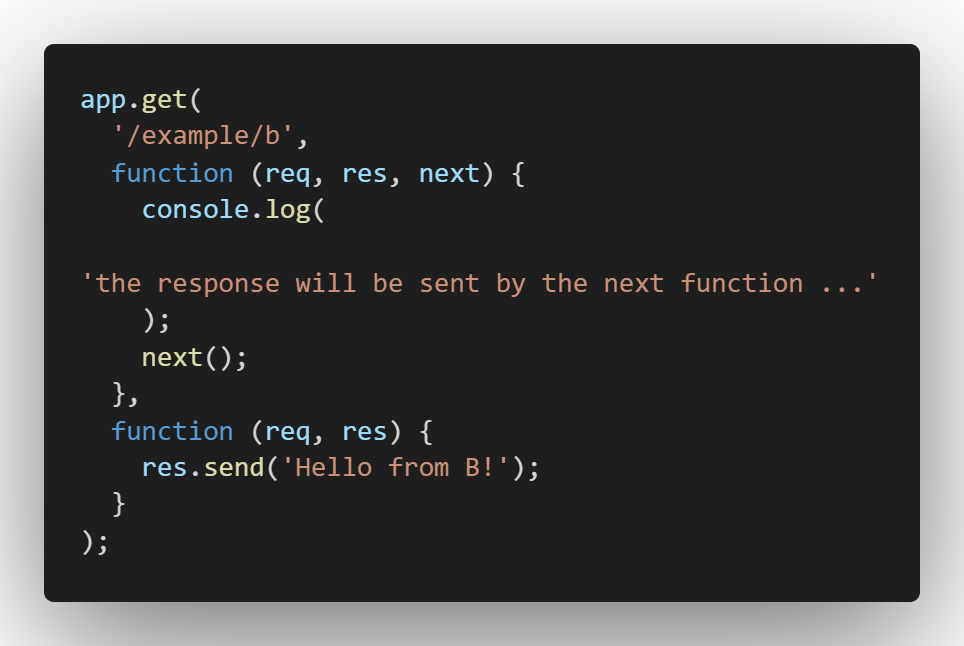 app.get(
  '/example/b',
  function (req, res, next) {
    console.log(

'the response will be sent by the next function ...'
    );
    next();
  },
  function (req, res) {
    res.send('Hello from B!');
  }
);